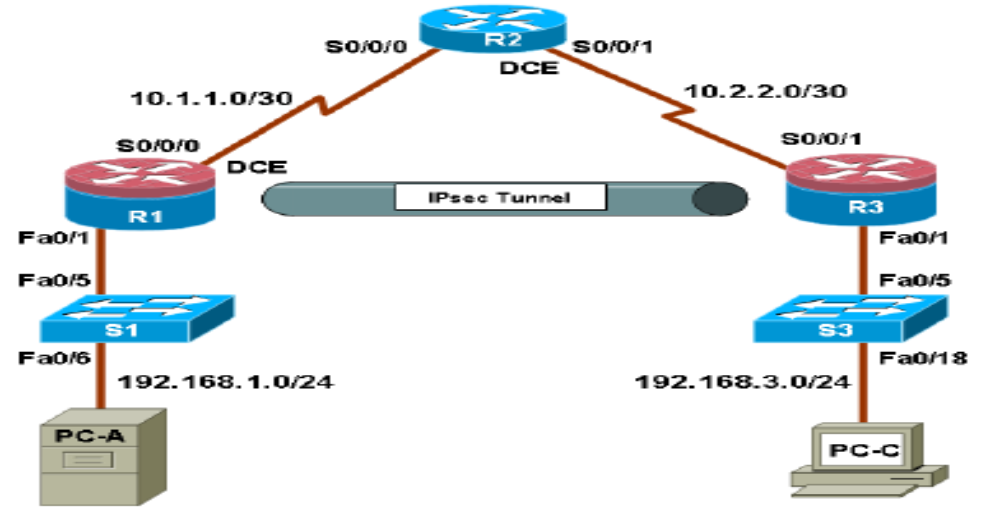 R2
S0/0/0
S0/0/1
DCE
10.1.1.0/30
10.2.2.0/30
S0/0/0
S0/0/1
DCE
IPsec Tunnel
R1
R3
Fa0/1
Fa0/1
Fa0/5
Fa0/5
S1
S3
Fa0/6
Fa0/18
192.168.1.0/24
192.168.3.0/24
PC-A
PC-C